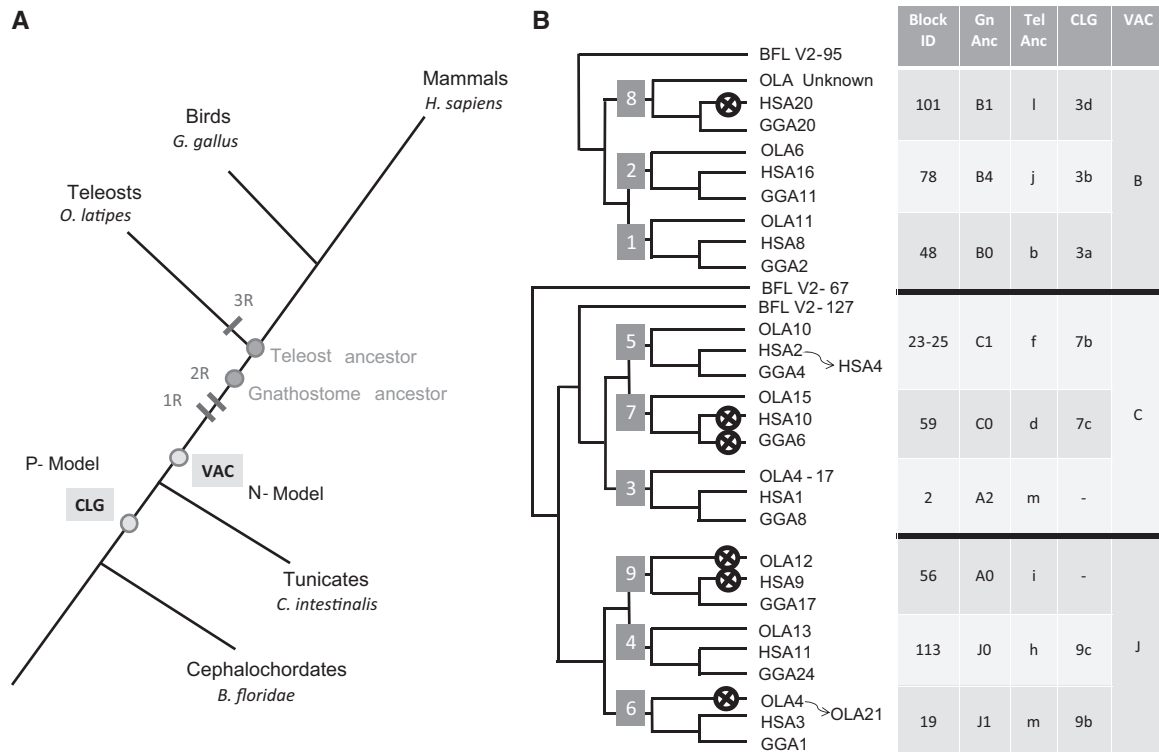 A
Mammals
H. sapiens
Birds
G. gallus
Teleosts
O. latipes
3R
Teleost ancestor
2R
Gnathostome ancestor
1R
P- Model
VAC
N- Model
CLG
Tunicates
C. intestinalis
Cephalochordates
B. floridae
B
Block ID Gn Anc Tel Anc CLG VAC
BFL V2-95
8
OLA Unknown
HSA20
GGA20
101 B1 l 3d
2
OLA6
HSA16
GGA11
78 B4 j 3b
B
1
OLA11
HSA8
GGA2
48 B0 b 3a
BFL V2- 67
BFL V2- 127
5
OLA10
HSA2
HSA4
GGA4
23-25 C1 f 7b
7
OLA15
HSA10
GGA6
59 C0 d 7c
C
3
OLA4 - 17
HSA1
GGA8
2 A2 m -
9
OLA12
HSA9
GGA17
56 A0 i -
4
OLA13
HSA11
GGA24
113 J0 h 9c
J
6
OLA4
OLA21
HSA3
GGA1
19 J1 m 9b